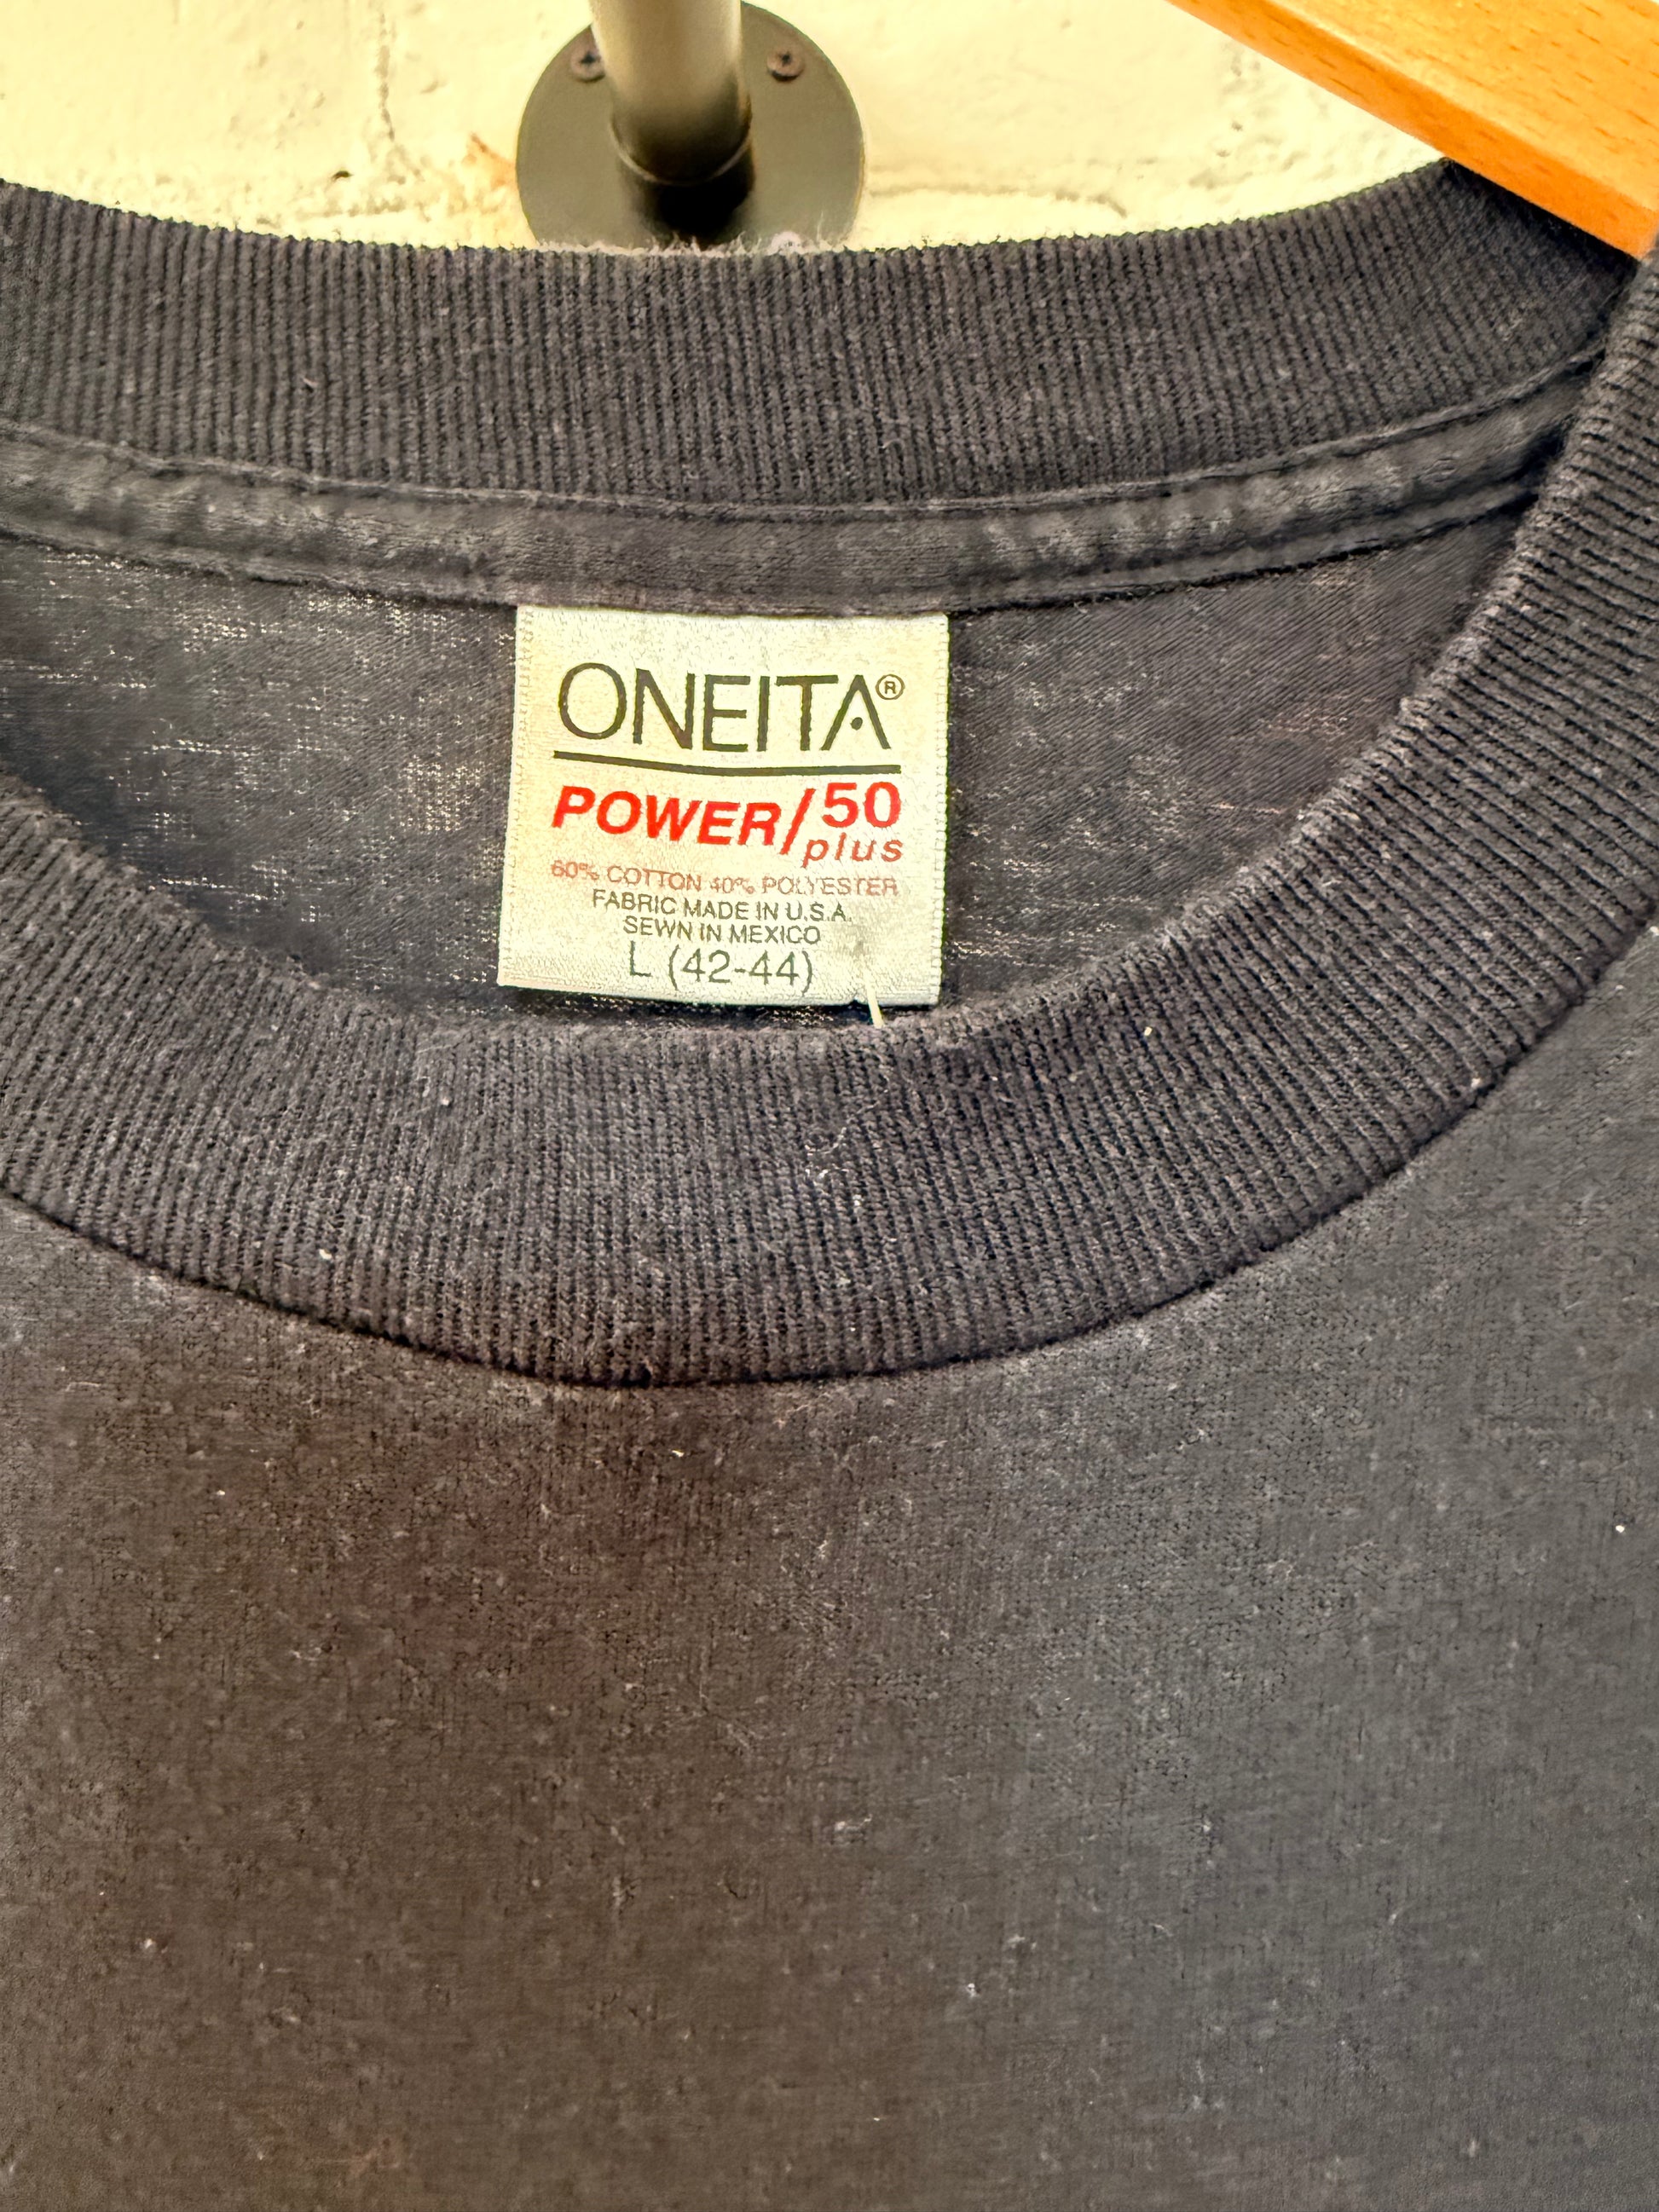 ONEITA®
POWER/50
plus
60% COTTON 40% POLYESTER
FABRIC MADE IN U.S.A.
SEWN IN MEXICO
L (42-44)